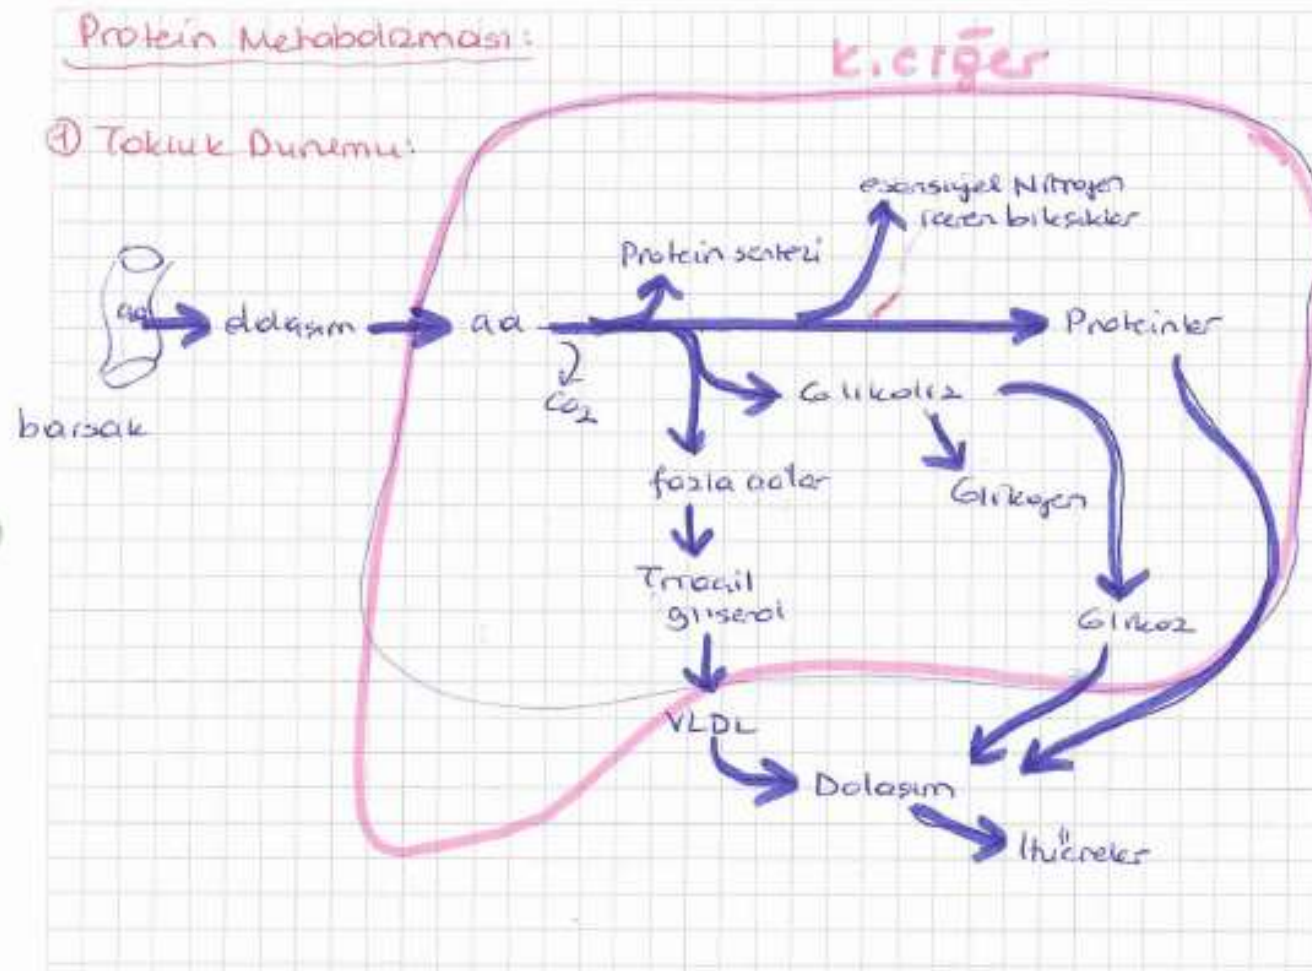 Protein Metabolizması:
K.ciğer
① Tokluk Durumu:
esansiyel Nitrojen
içeren bileşikler
Protein sentezi
aa
dolaşım
aa
Proteinler
CO2
Glikoliz
barsak
fazla aalar
Glikojen
Triaçil
gliserol
Glikoz
VLDL
Dolaşım
Hücreler